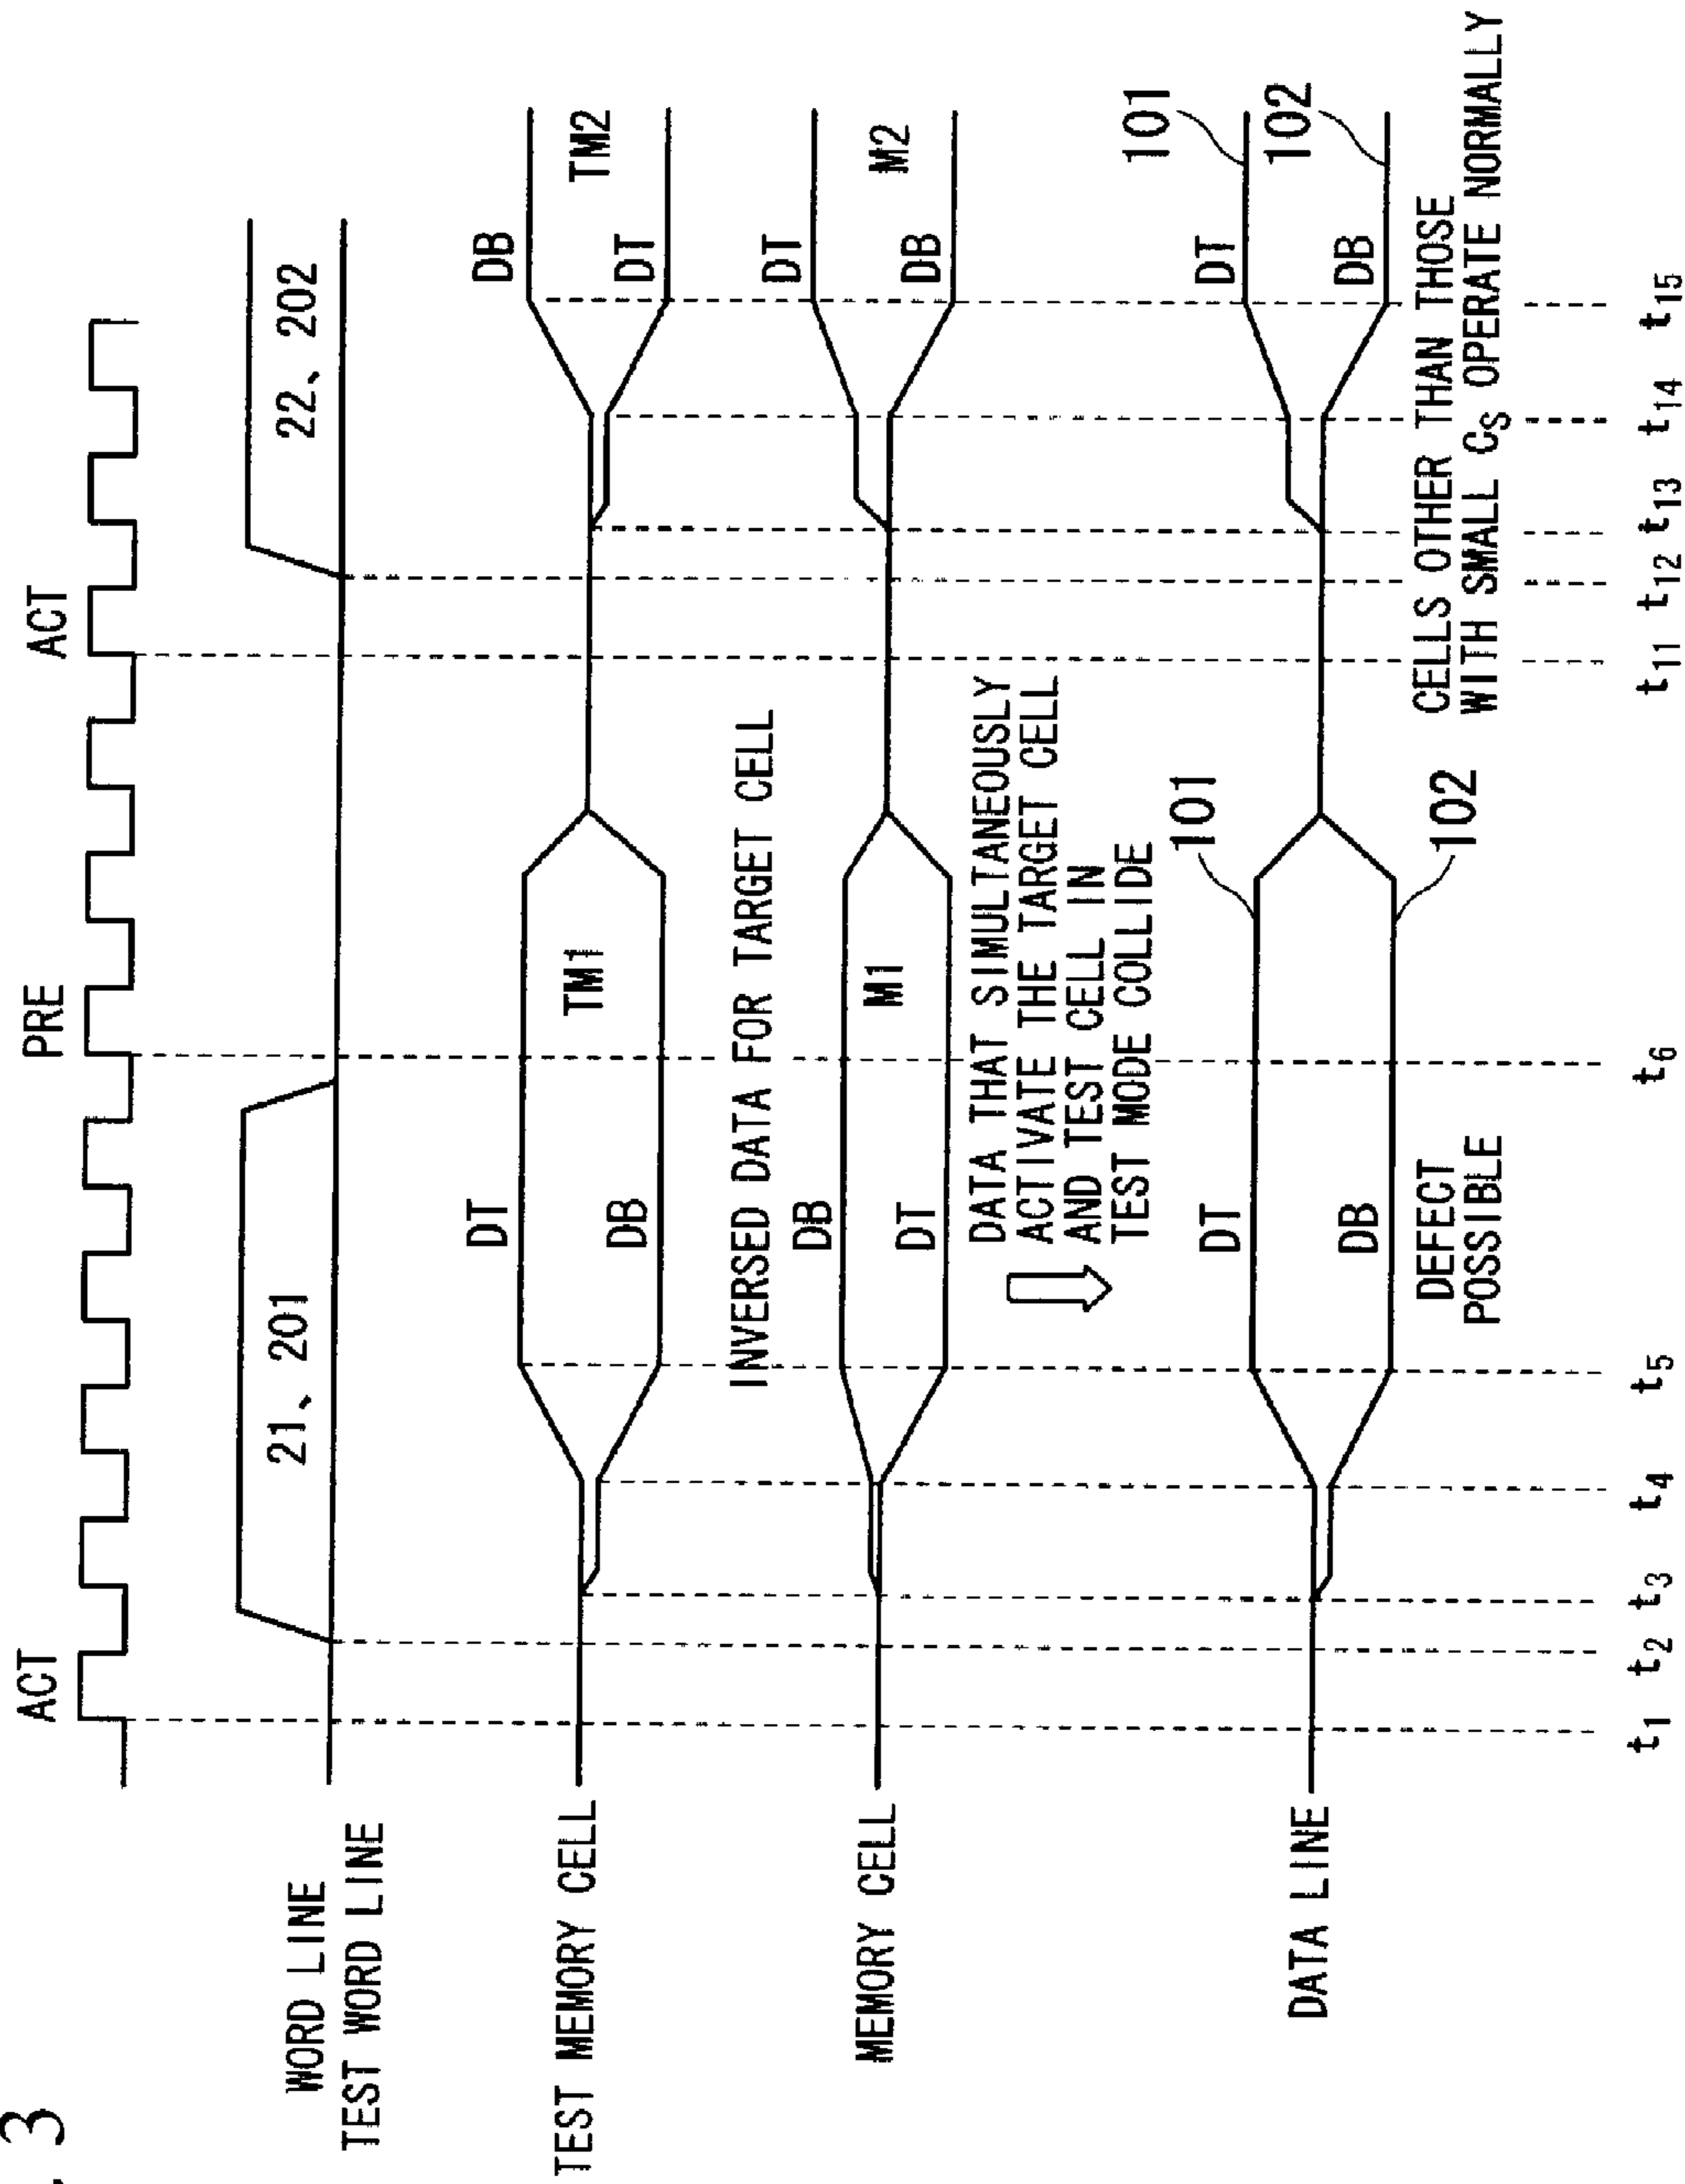 . 3
ACT
PRE
ACT
WORD LINE
TEST WORD LINE
21、201
22、202
TEST MEMORY CELL
DT
DB
TM1
DB
DT
TM2
INVERSED DATA FOR TARGET CELL
MEMORY CELL
DB
DT
M1
DT
DB
M2
DATA THAT SIMULTANEOUSLY
ACTIVATE THE TARGET CELL
AND TEST CELL IN
TEST MODE COLLIDE
DATA LINE
DT
DB
101
102
DT
DB
101
102
DEFECT
POSSIBLE
CELLS OTHER THAN THOSE
WITH SMALL CS OPERATE NORMALLY
t1 t2 t3 t4 t5 t6 t11 t12 t13 t14 t15